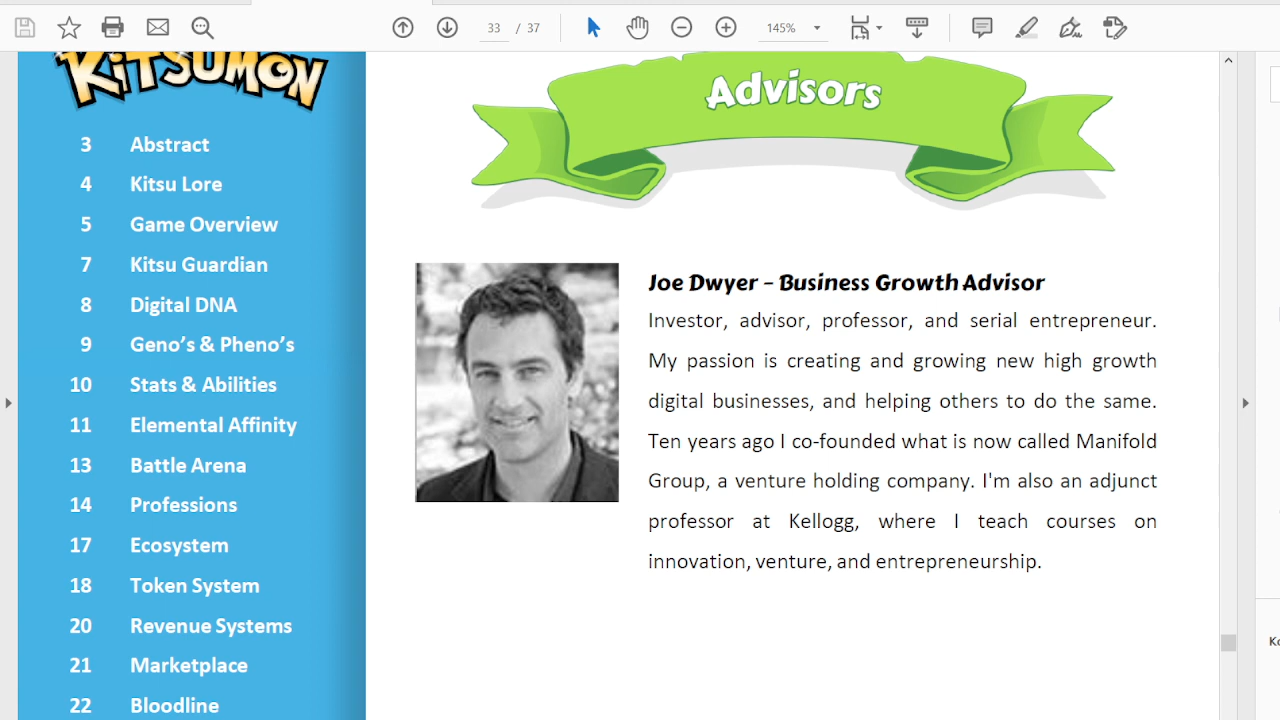 33 / 37
145%
KiTSUMON
3 Abstract
4 Kitsu Lore
5 Game Overview
7 Kitsu Guardian
8 Digital DNA
9 Geno’s & Pheno’s
10 Stats & Abilities
11 Elemental Affinity
13 Battle Arena
14 Professions
17 Ecosystem
18 Token System
20 Revenue Systems
21 Marketplace
22 Bloodline
Advisors
Joe Dwyer – Business Growth Advisor
Investor, advisor, professor, and serial entrepreneur.
My passion is creating and growing new high growth
digital businesses, and helping others to do the same.
Ten years ago I co-founded what is now called Manifold
Group, a venture holding company. I'm also an adjunct
professor at Kellogg, where I teach courses on
innovation, venture, and entrepreneurship.